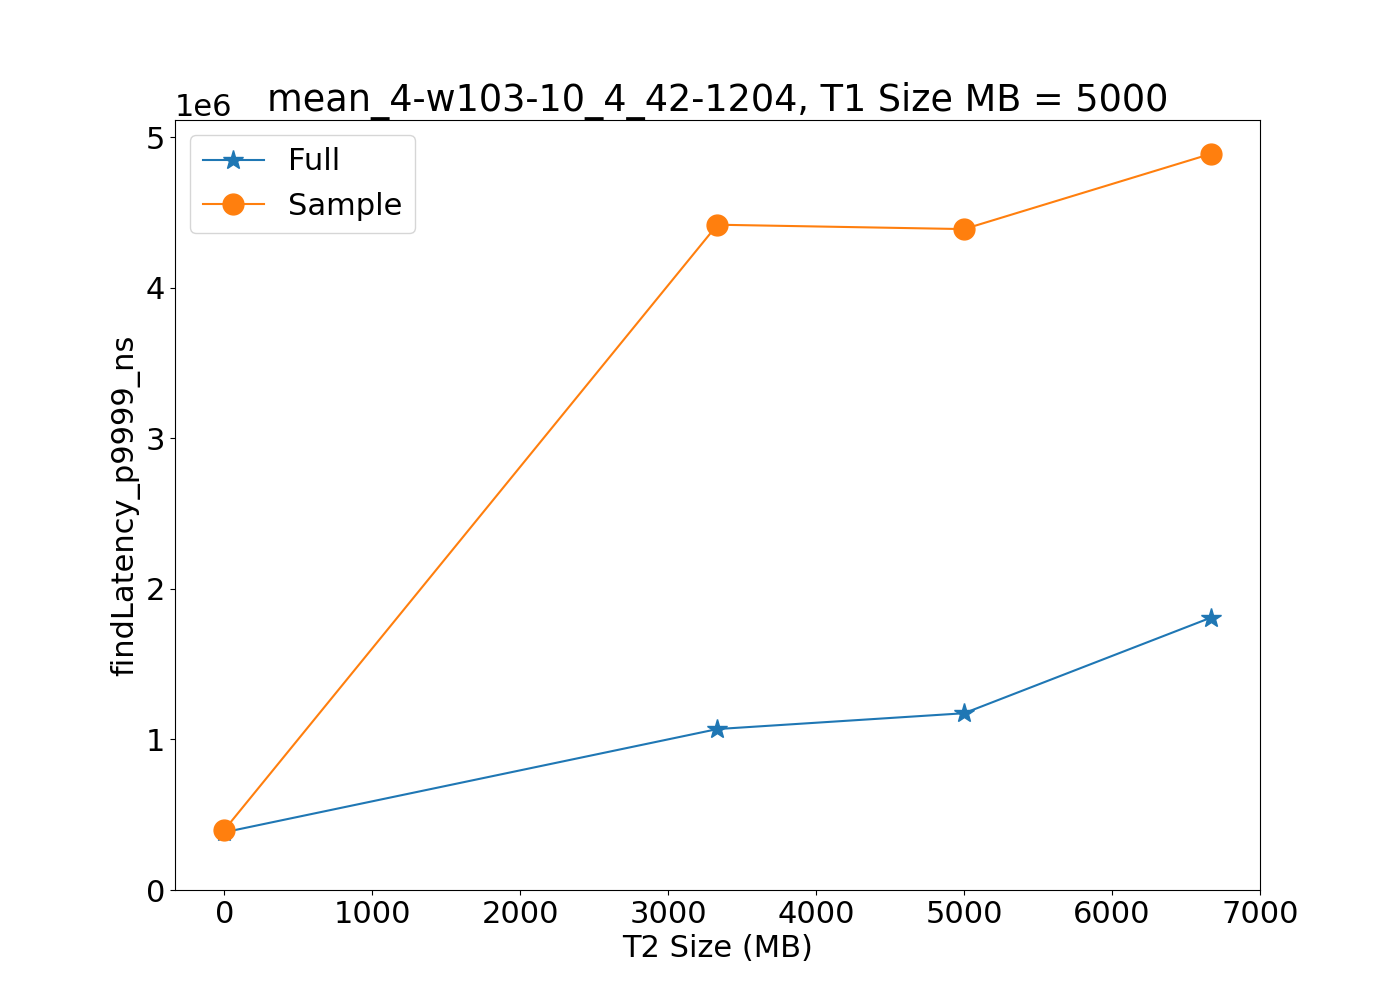 1e6
mean_4-w103-10_4_42-1204, T1 Size MB = 5000
Full
Sample
5
4
3
2
1
0
findLatency_p9999_ns
0 1000 2000 3000 4000 5000 6000 7000
T2 Size (MB)